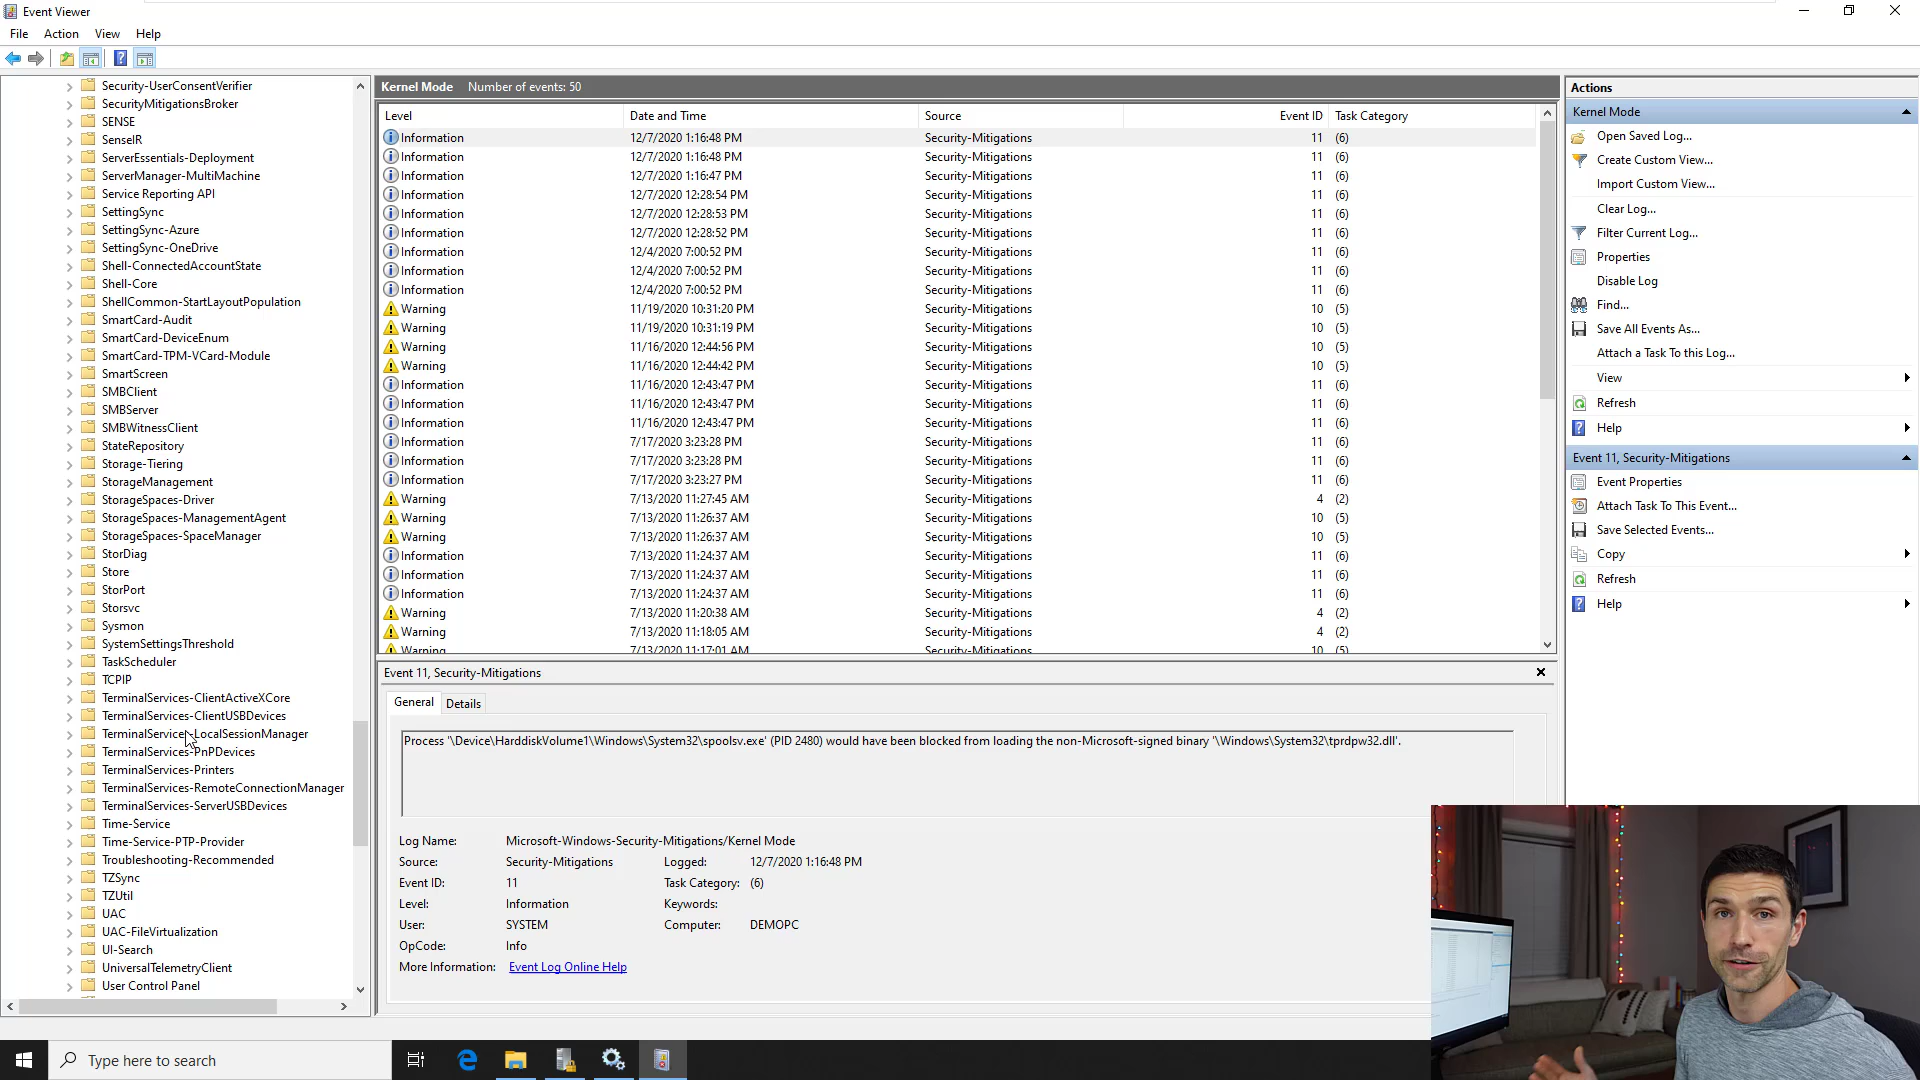 Event Viewer
File Action View Help
Security-UserConsentVerifier
SecurityMitigationsBroker
SENSE
SenseIR
ServerEssentials-Deployment
ServerManager-MultiMachine
Service Reporting API
SettingSync
SettingSync-Azure
SettingSync-OneDrive
Shell-ConnectedAccountState
Shell-Core
ShellCommon-StartLayoutPopulation
SmartCard-Audit
SmartCard-DeviceEnum
SmartCard-TPM-VCard-Module
SmartScreen
SMBClient
SMBServer
SMBWitnessClient
StateRepository
Storage-Tiering
StorageManagement
StorageSpaces-Driver
StorageSpaces-ManagementAgent
StorageSpaces-SpaceManager
StorDiag
Store
StorPort
Storsvc
Sysmon
SystemSettingsThreshold
TaskScheduler
TCPIP
TerminalServices-ClientActiveXCore
TerminalServices-ClientUSBDevices
TerminalServices-LocalSessionManager
TerminalServices-PnPDevices
TerminalServices-Printers
TerminalServices-RemoteConnectionManager
TerminalServices-ServerUSBDevices
Time-Service
Time-Service-PTP-Provider
Troubleshooting-Recommended
TZSync
TZUtil
UAC
UAC-FileVirtualization
UI-Search
UniversalTelemetryClient
User Control Panel
Kernel Mode Number of events: 50
Level Date and Time Source Event ID Task Category
Information 12/7/2020 1:16:48 PM Security-Mitigations 11 (6)
Information 12/7/2020 1:16:48 PM Security-Mitigations 11 (6)
Information 12/7/2020 1:16:47 PM Security-Mitigations 11 (6)
Information 12/7/2020 12:28:54 PM Security-Mitigations 11 (6)
Information 12/7/2020 12:28:53 PM Security-Mitigations 11 (6)
Information 12/7/2020 12:28:52 PM Security-Mitigations 11 (6)
Information 12/4/2020 7:00:52 PM Security-Mitigations 11 (6)
Information 12/4/2020 7:00:52 PM Security-Mitigations 11 (6)
Information 12/4/2020 7:00:52 PM Security-Mitigations 11 (6)
Warning 11/19/2020 10:31:20 PM Security-Mitigations 10 (5)
Warning 11/19/2020 10:31:19 PM Security-Mitigations 10 (5)
Warning 11/16/2020 12:44:56 PM Security-Mitigations 10 (5)
Warning 11/16/2020 12:44:42 PM Security-Mitigations 10 (5)
Information 11/16/2020 12:43:47 PM Security-Mitigations 11 (6)
Information 11/16/2020 12:43:47 PM Security-Mitigations 11 (6)
Information 11/16/2020 12:43:47 PM Security-Mitigations 11 (6)
Information 7/17/2020 3:23:28 PM Security-Mitigations 11 (6)
Information 7/17/2020 3:23:28 PM Security-Mitigations 11 (6)
Information 7/17/2020 3:23:27 PM Security-Mitigations 11 (6)
Warning 7/13/2020 11:27:45 AM Security-Mitigations 4 (2)
Warning 7/13/2020 11:26:37 AM Security-Mitigations 10 (5)
Warning 7/13/2020 11:26:37 AM Security-Mitigations 10 (5)
Information 7/13/2020 11:24:37 AM Security-Mitigations 11 (6)
Information 7/13/2020 11:24:37 AM Security-Mitigations 11 (6)
Information 7/13/2020 11:24:37 AM Security-Mitigations 11 (6)
Warning 7/13/2020 11:20:38 AM Security-Mitigations 4 (2)
Warning 7/13/2020 11:18:05 AM Security-Mitigations 4 (2)
Warning 7/13/2020 11:17:01 AM Security-Mitigations 10 (5)
Event 11, Security-Mitigations
General Details
Process '\Device\HarddiskVolume1\Windows\System32\spoolsv.exe' (PID 2480) would have been blocked from loading the non-Microsoft-signed binary '\Windows\System32\tprdpw32.dll'.
Log Name: Microsoft-Windows-Security-Mitigations/Kernel Mode
Source: Security-Mitigations Logged: 12/7/2020 1:16:48 PM
Event ID: 11 Task Category: (6)
Level: Information Keywords:
User: SYSTEM Computer: DEMOPC
OpCode: Info
More Information: Event Log Online Help
Actions
Kernel Mode
Open Saved Log...
Create Custom View...
Import Custom View...
Clear Log...
Filter Current Log...
Properties
Disable Log
Find...
Save All Events As...
Attach a Task To this Log...
View
Refresh
Help
Event 11, Security-Mitigations
Event Properties
Attach Task To This Event...
Save Selected Events...
Copy
Refresh
Help
Type here to search